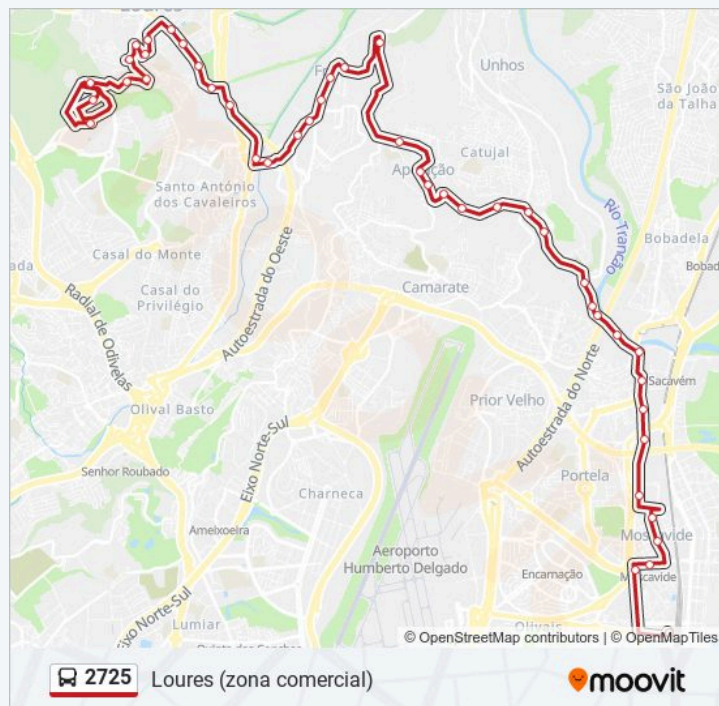 Loures
Unhos
São João
da Talha
Catujal
Apelação
Santo António
dos Cavaleiros
Rio Trancão
Bobadela
Casal do Monte
Autoestrada do Oeste
Camarate
Casal do
Privilégio
Radial de Odivelas
Sacavém
Prior Velho
Autoestrada do Norte
Olival Basto
Eixo Norte-Sul
Senhor Roubado
Charneca
Portela
Moscavide
Ameixoeira
Aeroporto
Humberto Delgado
Encarnação
Moscavide
Eixo Norte-Sul
Lumiar
Olivais
© OpenStreetMap contributors | © OpenMapTiles
2725 Loures (zona comercial)
moovit